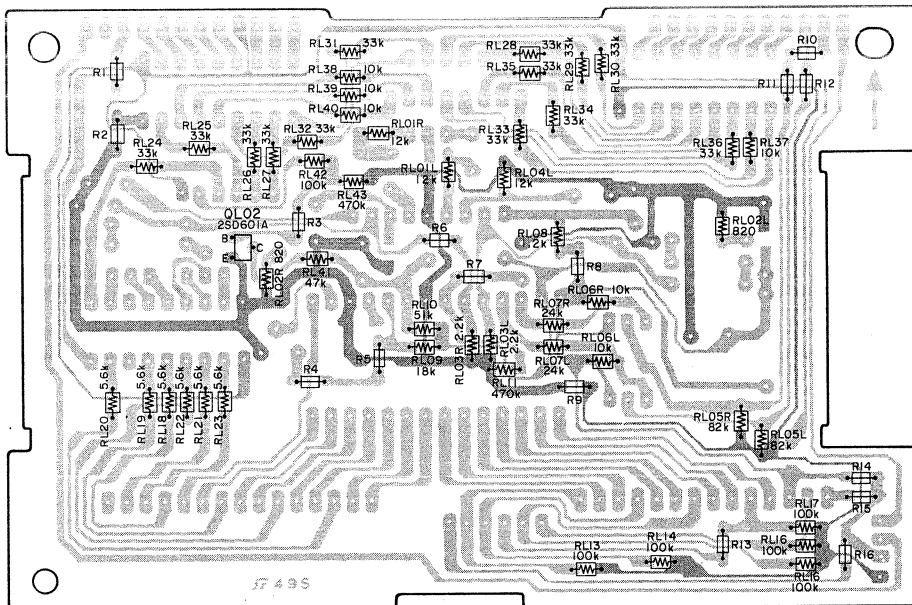 RL31 33k
RL38 10k
RL39 10k
RL40 10k
RL01R
12k
RL28 33k
RL35 33k
RL29 33k
RL30 33k
R10
R11
R12
R1
R2
RL25
33k
RL24
33k
RL26 33k
RL27 33k
RL32 33k
RL42
100k
RL43
470k
RL33
33k
RL34
33k
RL36
33k
RL37
10k
RL01L
12k
RL04L
12k
QL02
2SD601A
B
C
E
R3
R6
RL08
12k
RL02L
820
RL02R 820
RL41
47k
R7
R8
RL06R 10k
RL10
51k
RL07R
24k
RL06L
10k
RL09
18k
RL03R 2.2k
RL03L
2.2k
RL07L
24k
R5
R4
RL11
470k
R9
RL20 5.6k
RL19 5.6k
RL18 5.6k
RL22 5.6k
RL21 5.6k
RL23 5.6k
RL05R
82k
RL05L
82k
R14
R15
RL17
100k
R13
RL16
100k
R16
RL16
100k
RL14
100k
RL13
100k
49S